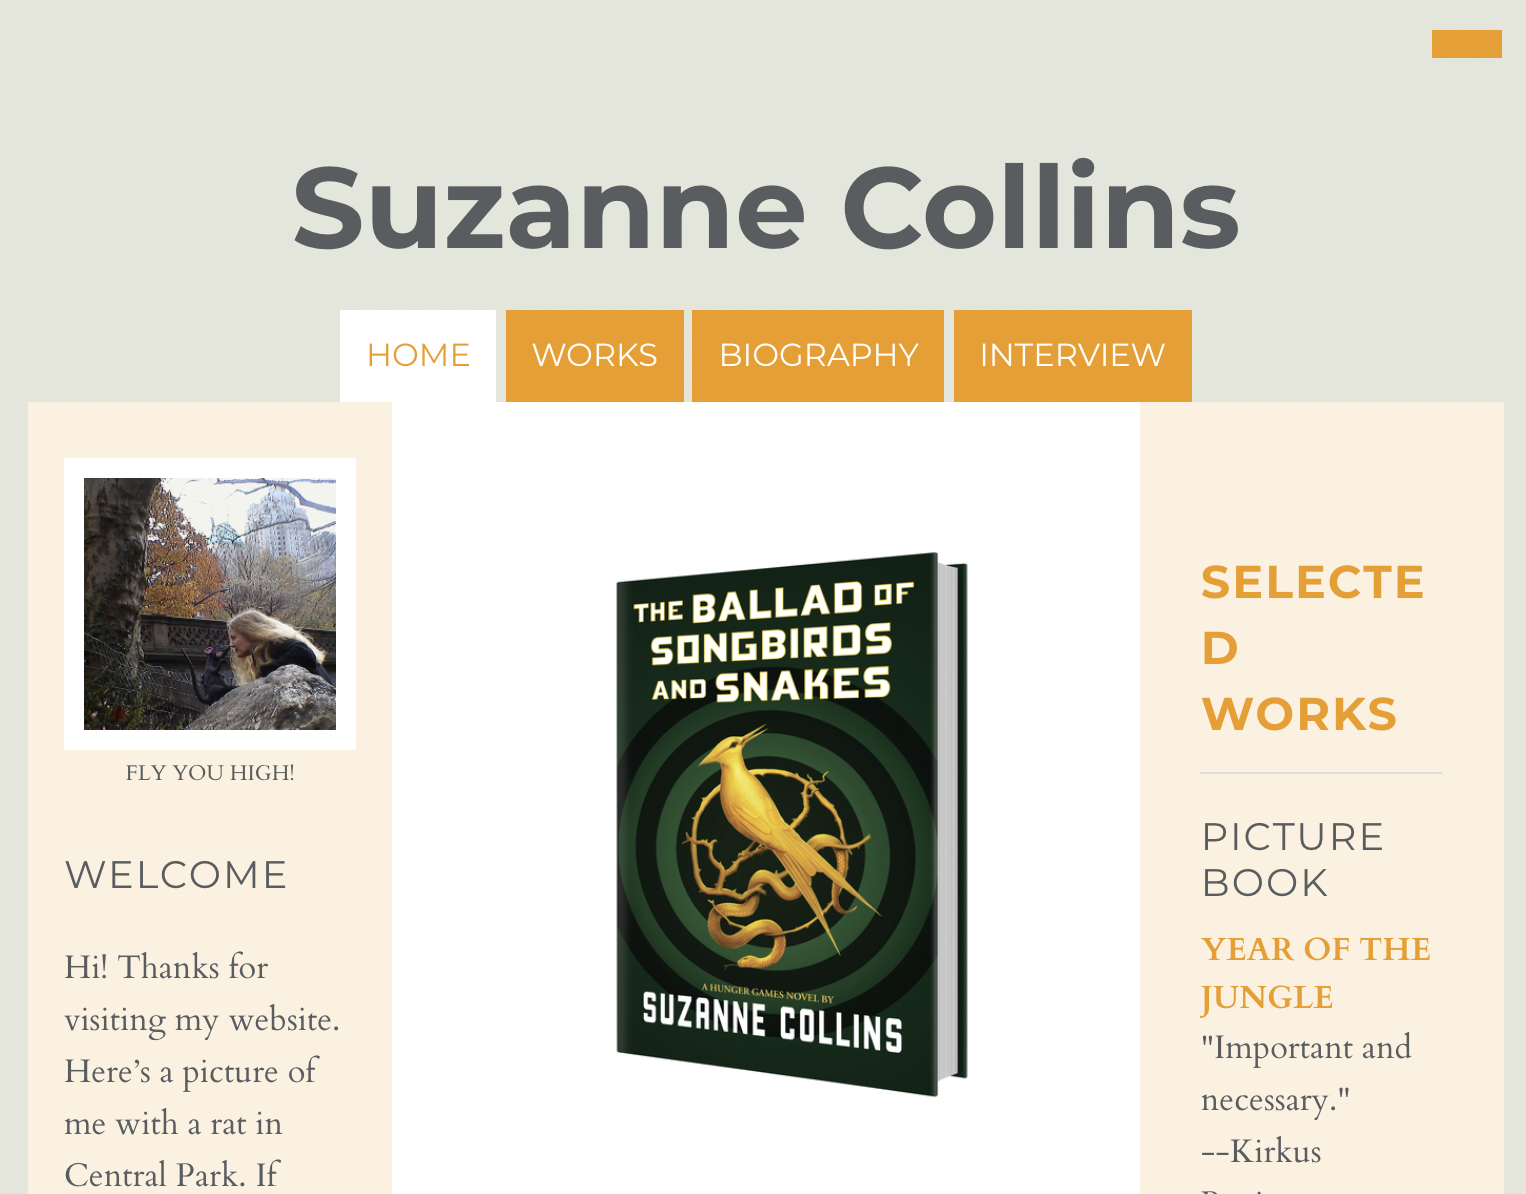 Suzanne Collins
HOME WORKS BIOGRAPHY INTERVIEW
FLY YOU HIGH!
WELCOME
Hi! Thanks for
visiting my website.
Here’s a picture of
me with a rat in
Central Park. If
THE BALLAD OF
SONGBIRDS
AND SNAKES
A HUNGER GAMES NOVEL BY
SUZANNE COLLINS
SELECTE
D
WORKS
PICTURE
BOOK
YEAR OF THE
JUNGLE
"Important and
necessary."
--Kirkus